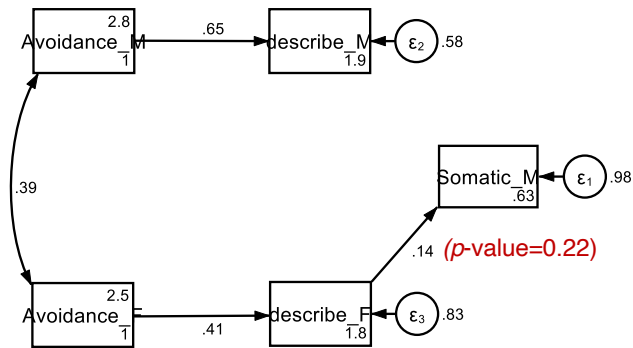 2.8
Avoidance_M
1
.65
describe_M
1.9
ε2
.58
.39
Somatic_M
.63
ε1
.98
.14
(p-value=0.22)
2.5
Avoidance_F
1
.41
describe_F
1.8
ε3
.83